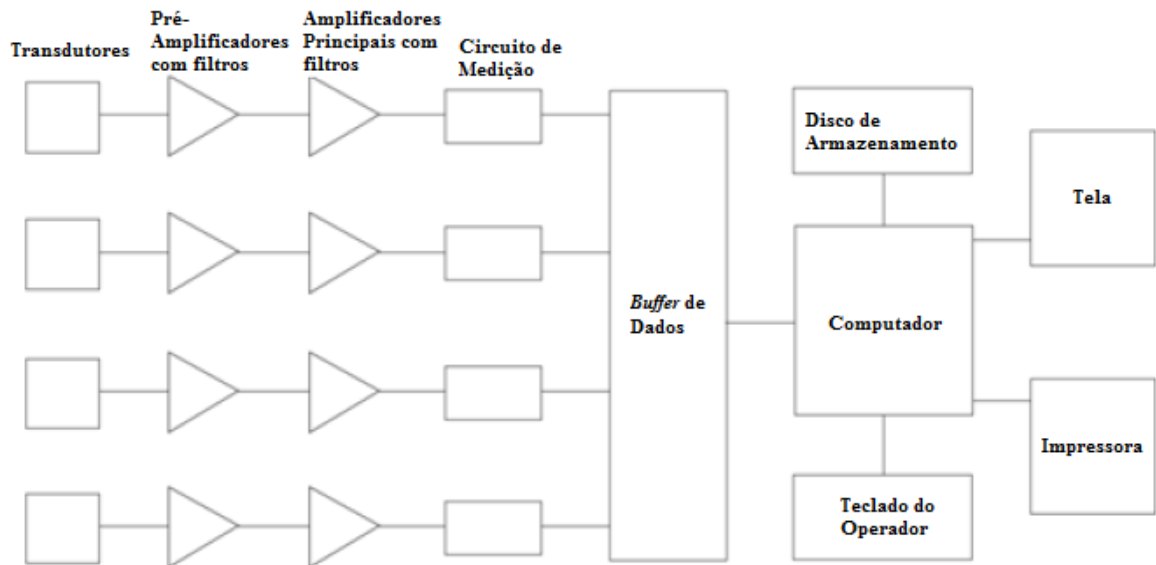 Transdutores
Pré-
Amplificadores
com filtros
Amplificadores
Principais com
filtros
Circuito de
Medição
Buffer de
Dados
Disco de
Armazenamento
Computador
Tela
Impressora
Teclado do
Operador